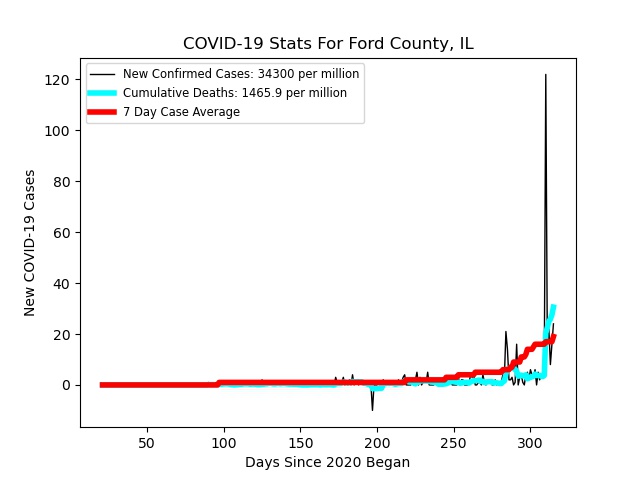 COVID-19 Stats For Ford County, IL
New Confirmed Cases: 34300 per million
Cumulative Deaths: 1465.9 per million
7 Day Case Average
New COVID-19 Cases
120
100
80
60
40
20
0
50 100 150 200 250 300
Days Since 2020 Began